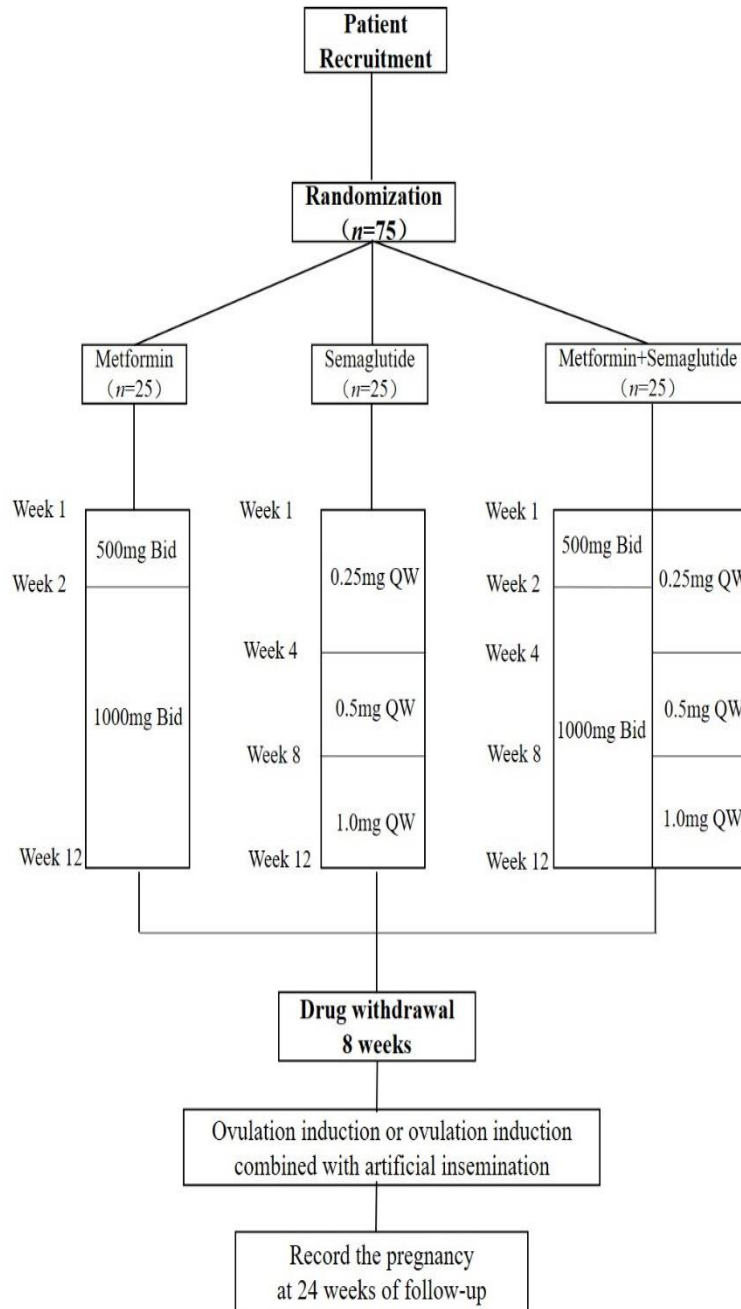 Patient
Recruitment
Randomization
（n=75）
Metformin
（n=25）
Semaglutide
（n=25）
Metformin+Semaglutide
（n=25）
Week 1
500mg Bid
Week 2
1000mg Bid
Week 12
Week 1
0.25mg QW
Week 4
0.5mg QW
Week 8
1.0mg QW
Week 12
Week 1
500mg Bid
0.25mg QW
Week 2
Week 4
1000mg Bid
0.5mg QW
Week 8
1.0mg QW
Week 12
Drug withdrawal
8 weeks
Ovulation induction or ovulation induction
combined with artificial insemination
Record the pregnancy
at 24 weeks of follow-up